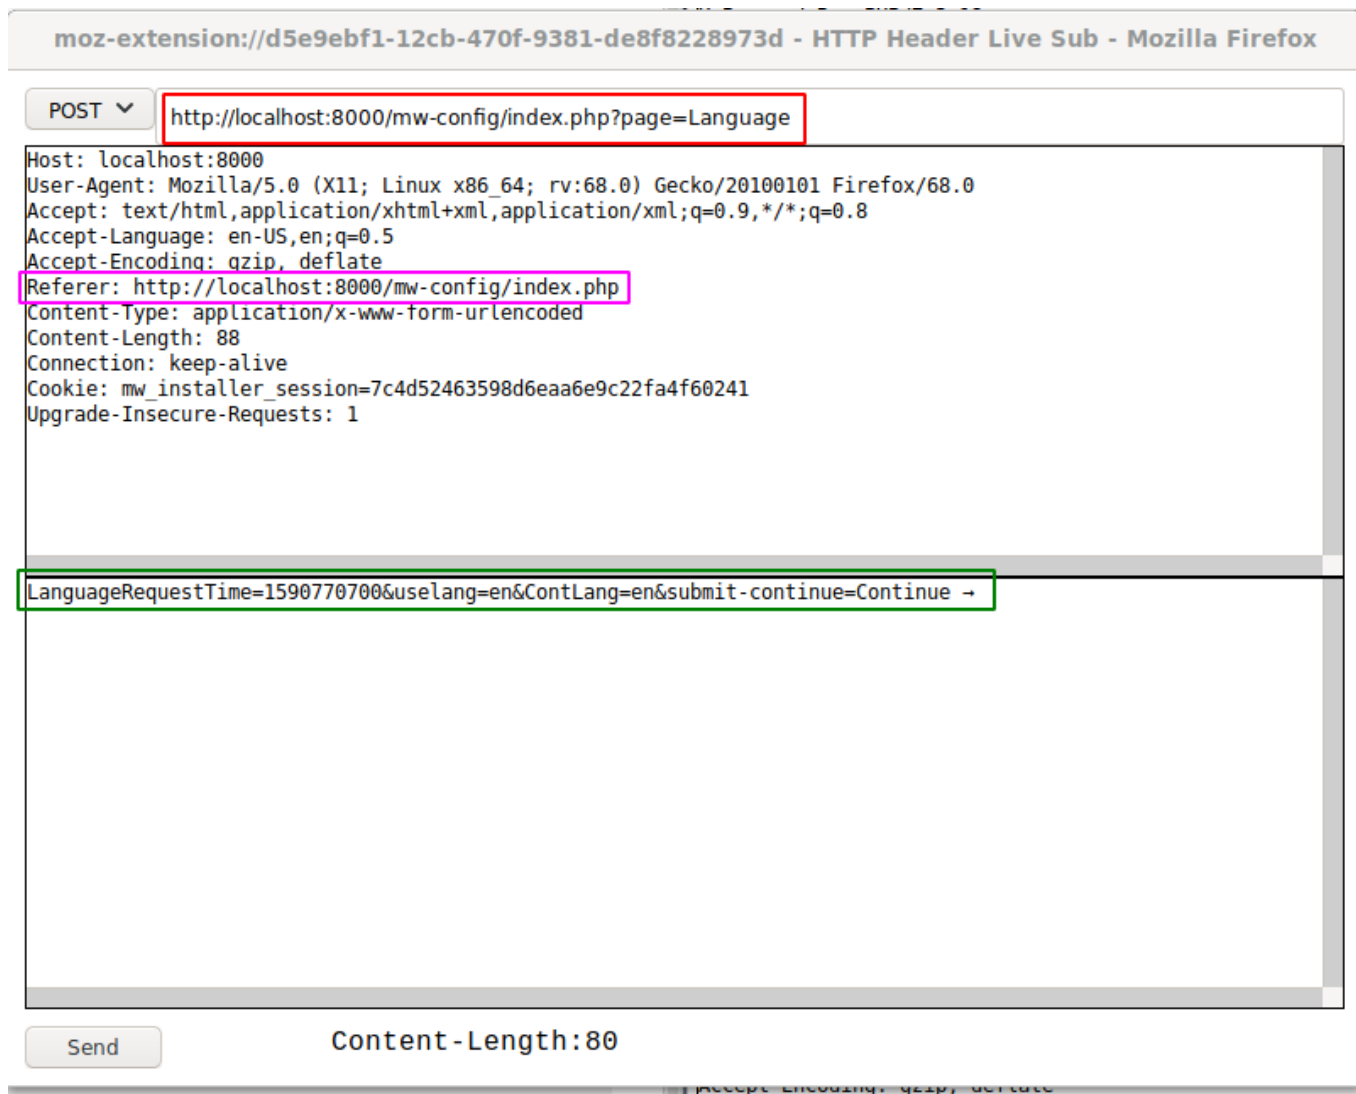 moz-extension://d5e9ebf1-12cb-470f-9381-de8f8228973d - HTTP Header Live Sub - Mozilla Firefox
POST http://localhost:8000/mw-config/index.php?page=Language
Host: localhost:8000
User-Agent: Mozilla/5.0 (X11; Linux x86_64; rv:68.0) Gecko/20100101 Firefox/68.0
Accept: text/html,application/xhtml+xml,application/xml;q=0.9,*/*;q=0.8
Accept-Language: en-US,en;q=0.5
Accept-Encoding: gzip, deflate
Referer: http://localhost:8000/mw-config/index.php
Content-Type: application/x-www-form-urlencoded
Content-Length: 88
Connection: keep-alive
Cookie: mw_installer_session=7c4d52463598d6eaa6e9c22fa4f60241
Upgrade-Insecure-Requests: 1
LanguageRequestTime=1590770700&uselang=en&ContLang=en&submit-continue=Continue →
Send Content-Length:80
Accept-Encoding: gzip, deflate